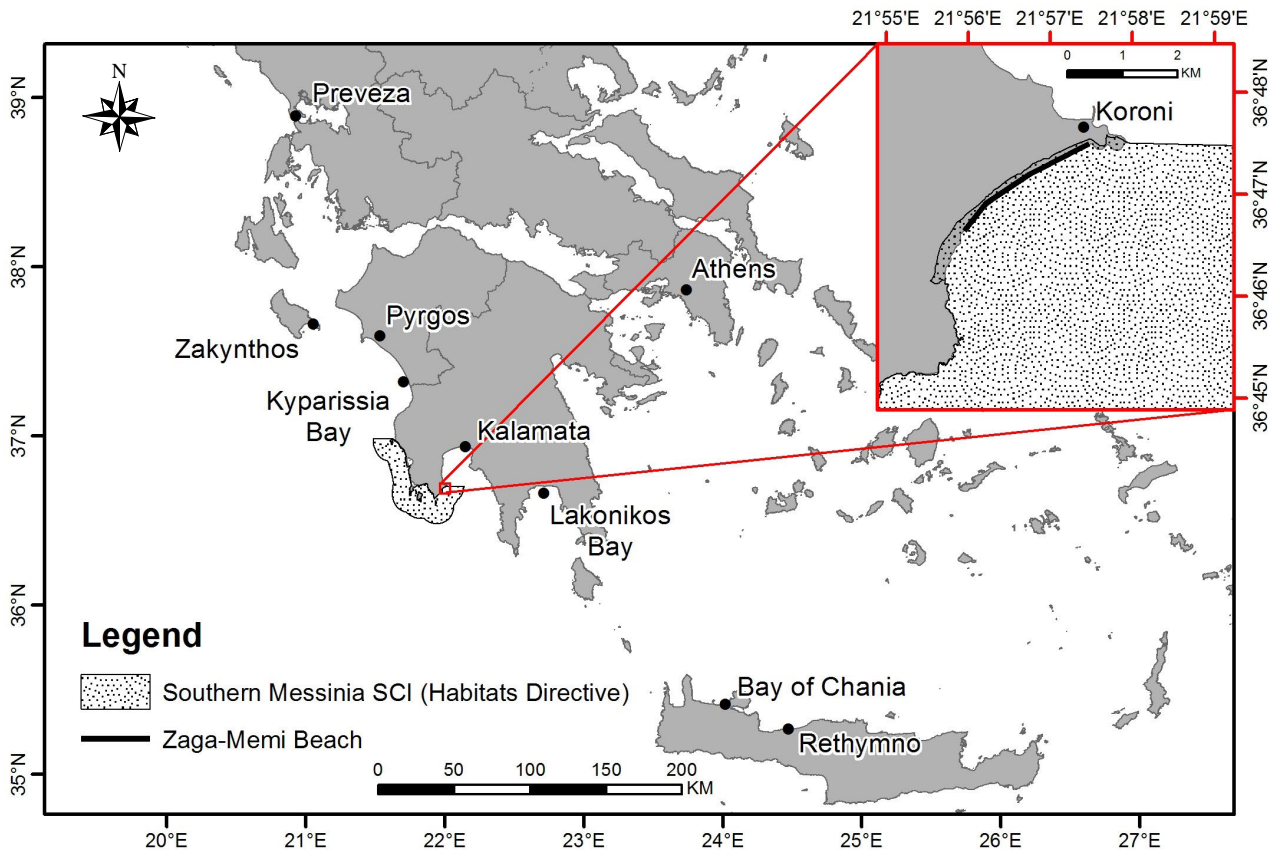 21°55'E 21°56'E 21°57'E 21°58'E 21°59'E
N
0 1 2
KM
39°N
38°N
37°N
36°N
35°N
36°48'N
36°47'N
36°46'N
36°45'N
Preveza
Koroni
Athens
Pyrgos
Zakynthos
Kyparissia
Bay
Kalamata
Lakonikos
Bay
Bay of Chania
Rethymno
Legend
Southern Messinia SCI (Habitats Directive)
Zaga-Memi Beach
0 50 100 150 200
KM
20°E 21°E 22°E 23°E 24°E 25°E 26°E 27°E